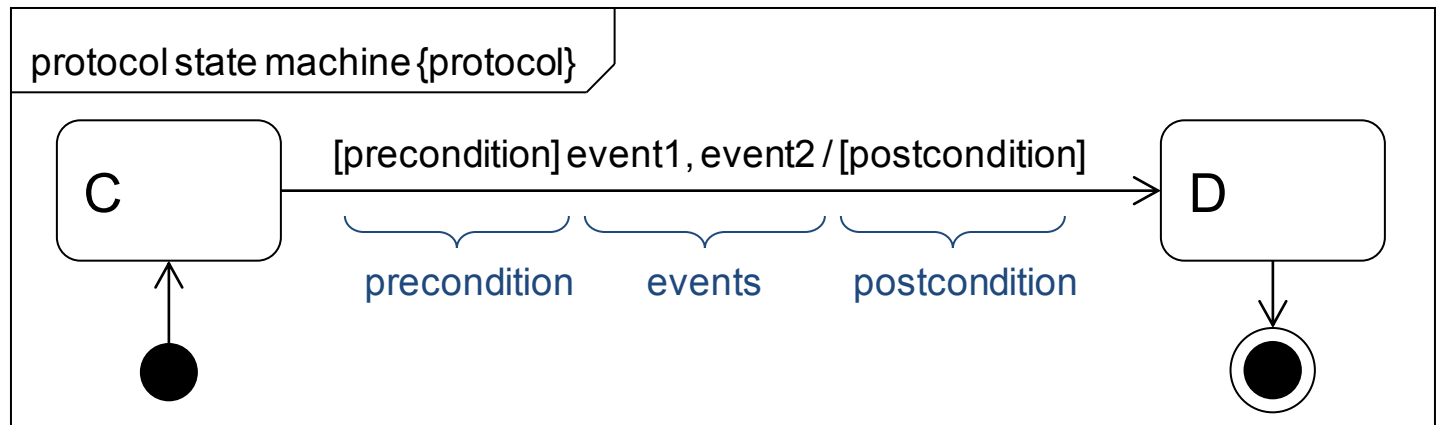 protocol state machine {protocol}
[precondition] event1, event2 / [postcondition]
C
D
precondition
events
postcondition